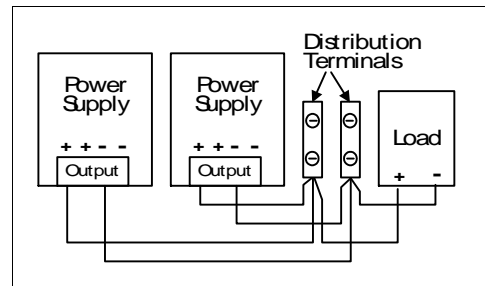 Distribution
Terminals
Power
Supply
+ + - -
Output
Power
Supply
+ + - -
Output
Load
+ -